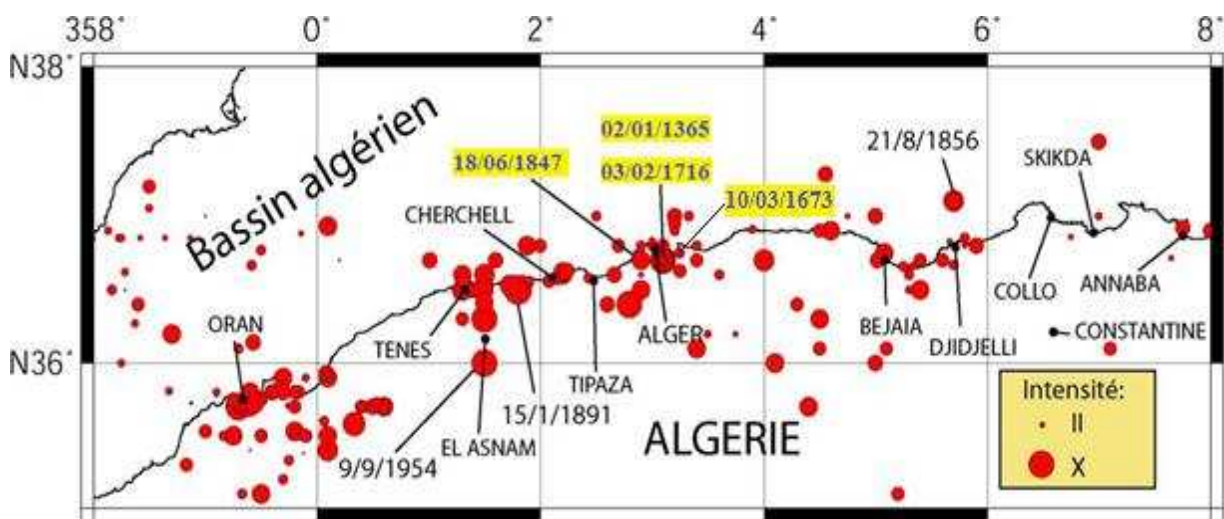 358° 0° 2° 4° 6° 8°
N38°
Bassin algérien
02/01/1365
18/06/1847
03/02/1716
10/03/1673
21/8/1856
SKIKDA
CHERCHELL
ORAN
TENES
ALGER
BEJAIA
COLLO
ANNABA
CONSTANTINE
DJIDJELLI
N36°
TIPAZA
15/1/1891
EL ASNAM
9/9/1954
ALGERIE
Intensité:
II
X